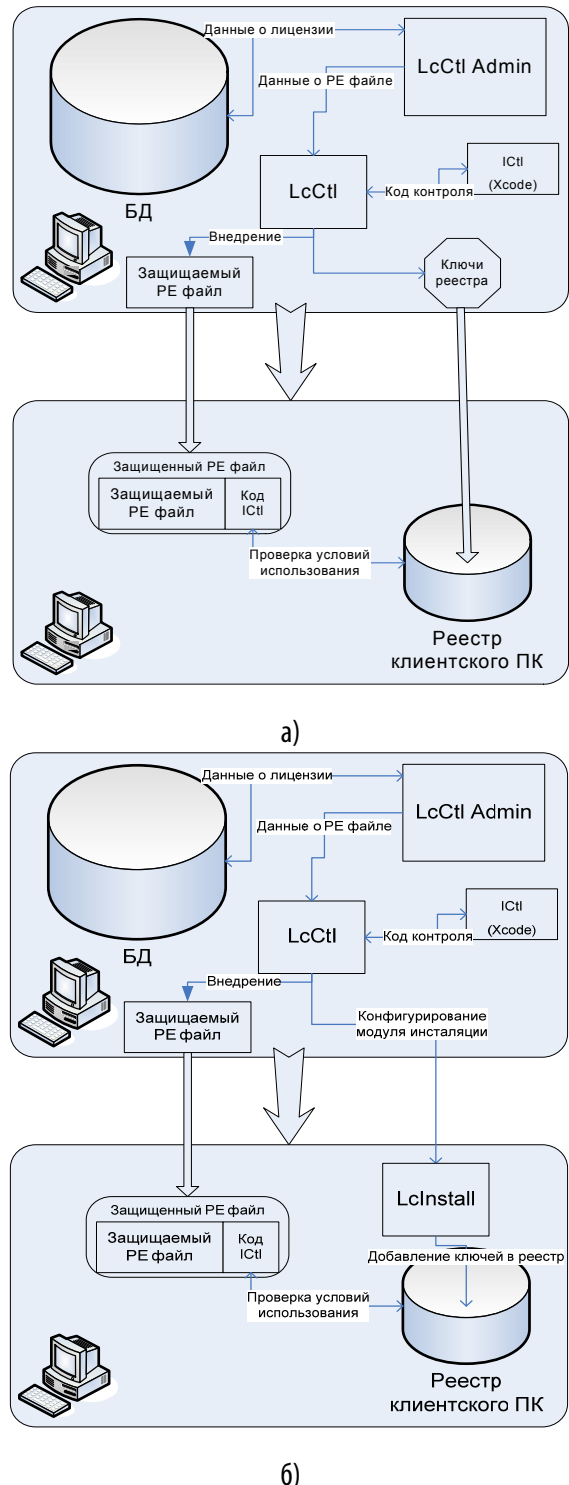 Данные о лицензии
LcCtl Admin
Данные о PE файле
ICtl
(Xcode)
LcCtl
Код контроля
БД
Внедрение
Защищаемый
PE файл
Ключи
реестра
Защищенный PE файл
Защищаемый
PE файл
Код
ICtl
Проверка условий
использования
Реестр
клиентского ПК
а)
Данные о лицензии
LcCtl Admin
Данные о PE файле
ICtl
(Xcode)
LcCtl
Код контроля
БД
Внедрение
Защищаемый
PE файл
Конфигурирование
модуля инсталяции
LcInstall
Защищенный PE файл
Защищаемый
PE файл
Код
ICtl
Добавление ключей в реестр
Проверка условий
использования
Реестр
клиентского ПК
б)